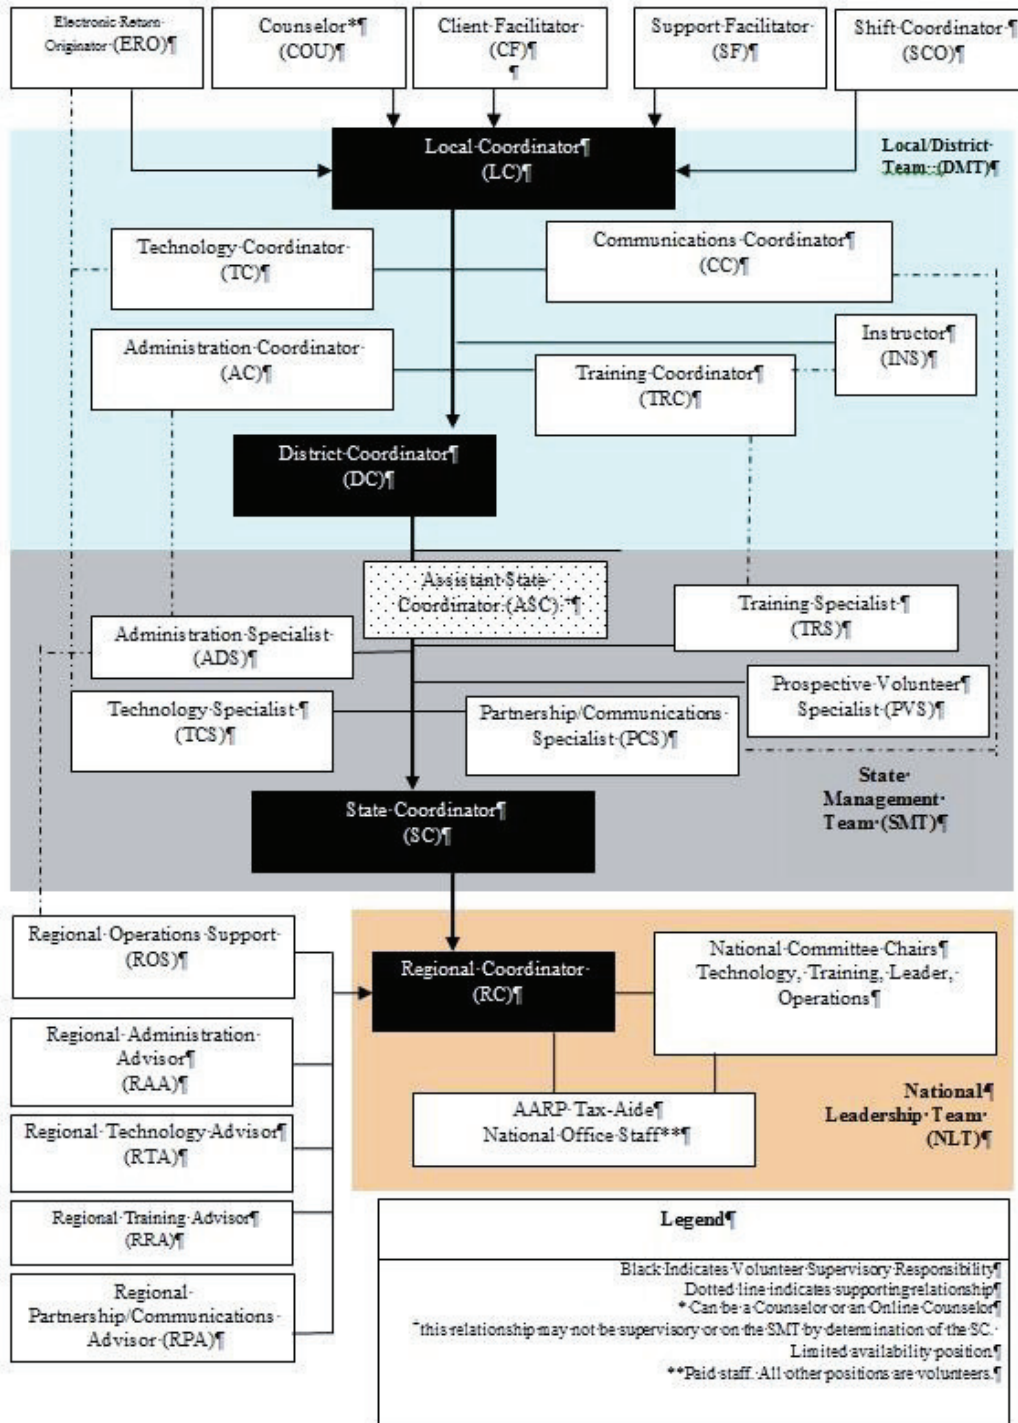 Electronic Return
Originator (ERO)¶
Counselor*¶
(COU)¶
Client Facilitator¶
(CF)¶
¶
Support Facilitator¶
(SF)¶
Shift Coordinator ¶
(SCO)¶
Local Coordinator¶
(LC)¶
Local/District
Team (DMT)¶
Technology Coordinator
(TC)¶
Communications Coordinator¶
(CC)¶
Administration Coordinator
(AC)¶
Training Coordinator¶
(TRC)¶
Instructor¶
(INS)¶
District Coordinator¶
(DC)¶
Assistant State
Coordinator (ASC) ⁺¶
Administration Specialist
(ADS)¶
Training Specialist ¶
(TRS)¶
Technology Specialist ¶
(TCS)¶
Partnership/Communications
Specialist (PCS)¶
Prospective Volunteer¶
Specialist (PVS)¶
State
Management
Team (SMT)¶
State Coordinator¶
(SC)¶
Regional Operations Support
(ROS)¶
Regional Coordinator
(RC)¶
National Committee Chairs¶
Technology, Training, Leader,
Operations¶
Regional Administration
Advisor¶
(RAA)¶
AARP Tax-Aide¶
National Office Staff**¶
National¶
Leadership Team
(NLT)¶
Regional Technology Advisor¶
(RTA)¶
Regional Training Advisor¶
(RRA)¶
Regional
Partnership/Communications
Advisor (RPA)¶
Legend¶
Black Indicates Volunteer Supervisory Responsibility¶
Dotted line indicates supporting relationship¶
* Can be a Counselor or an Online Counselor¶
⁺this relationship may not be supervisory or on the SMT by determination of the SC.
Limited availability position¶
**Paid staff. All other positions are volunteers.¶